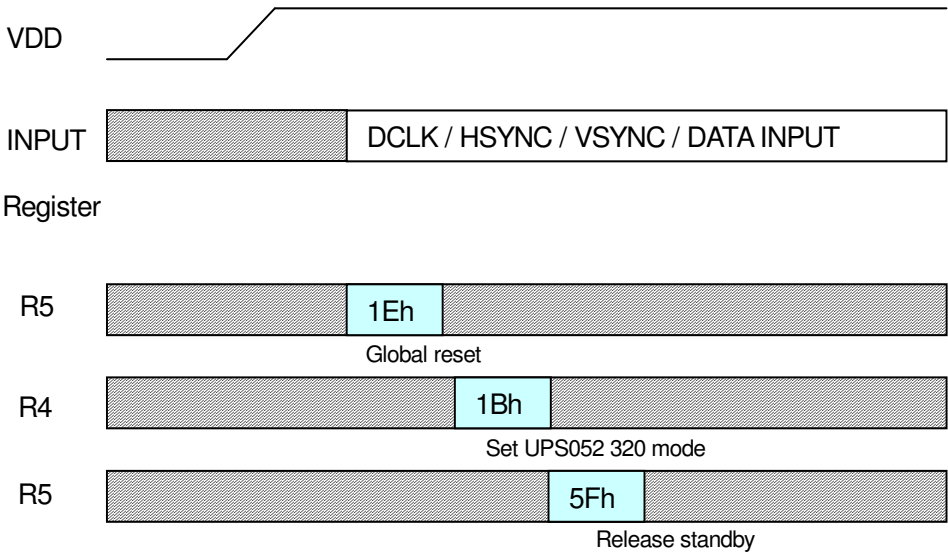 VDD
INPUT
DCLK / HSYNC / VSYNC / DATA INPUT
Register
R5
1Eh
Global reset
R4
1Bh
Set UPS052 320 mode
R5
5Fh
Release standby